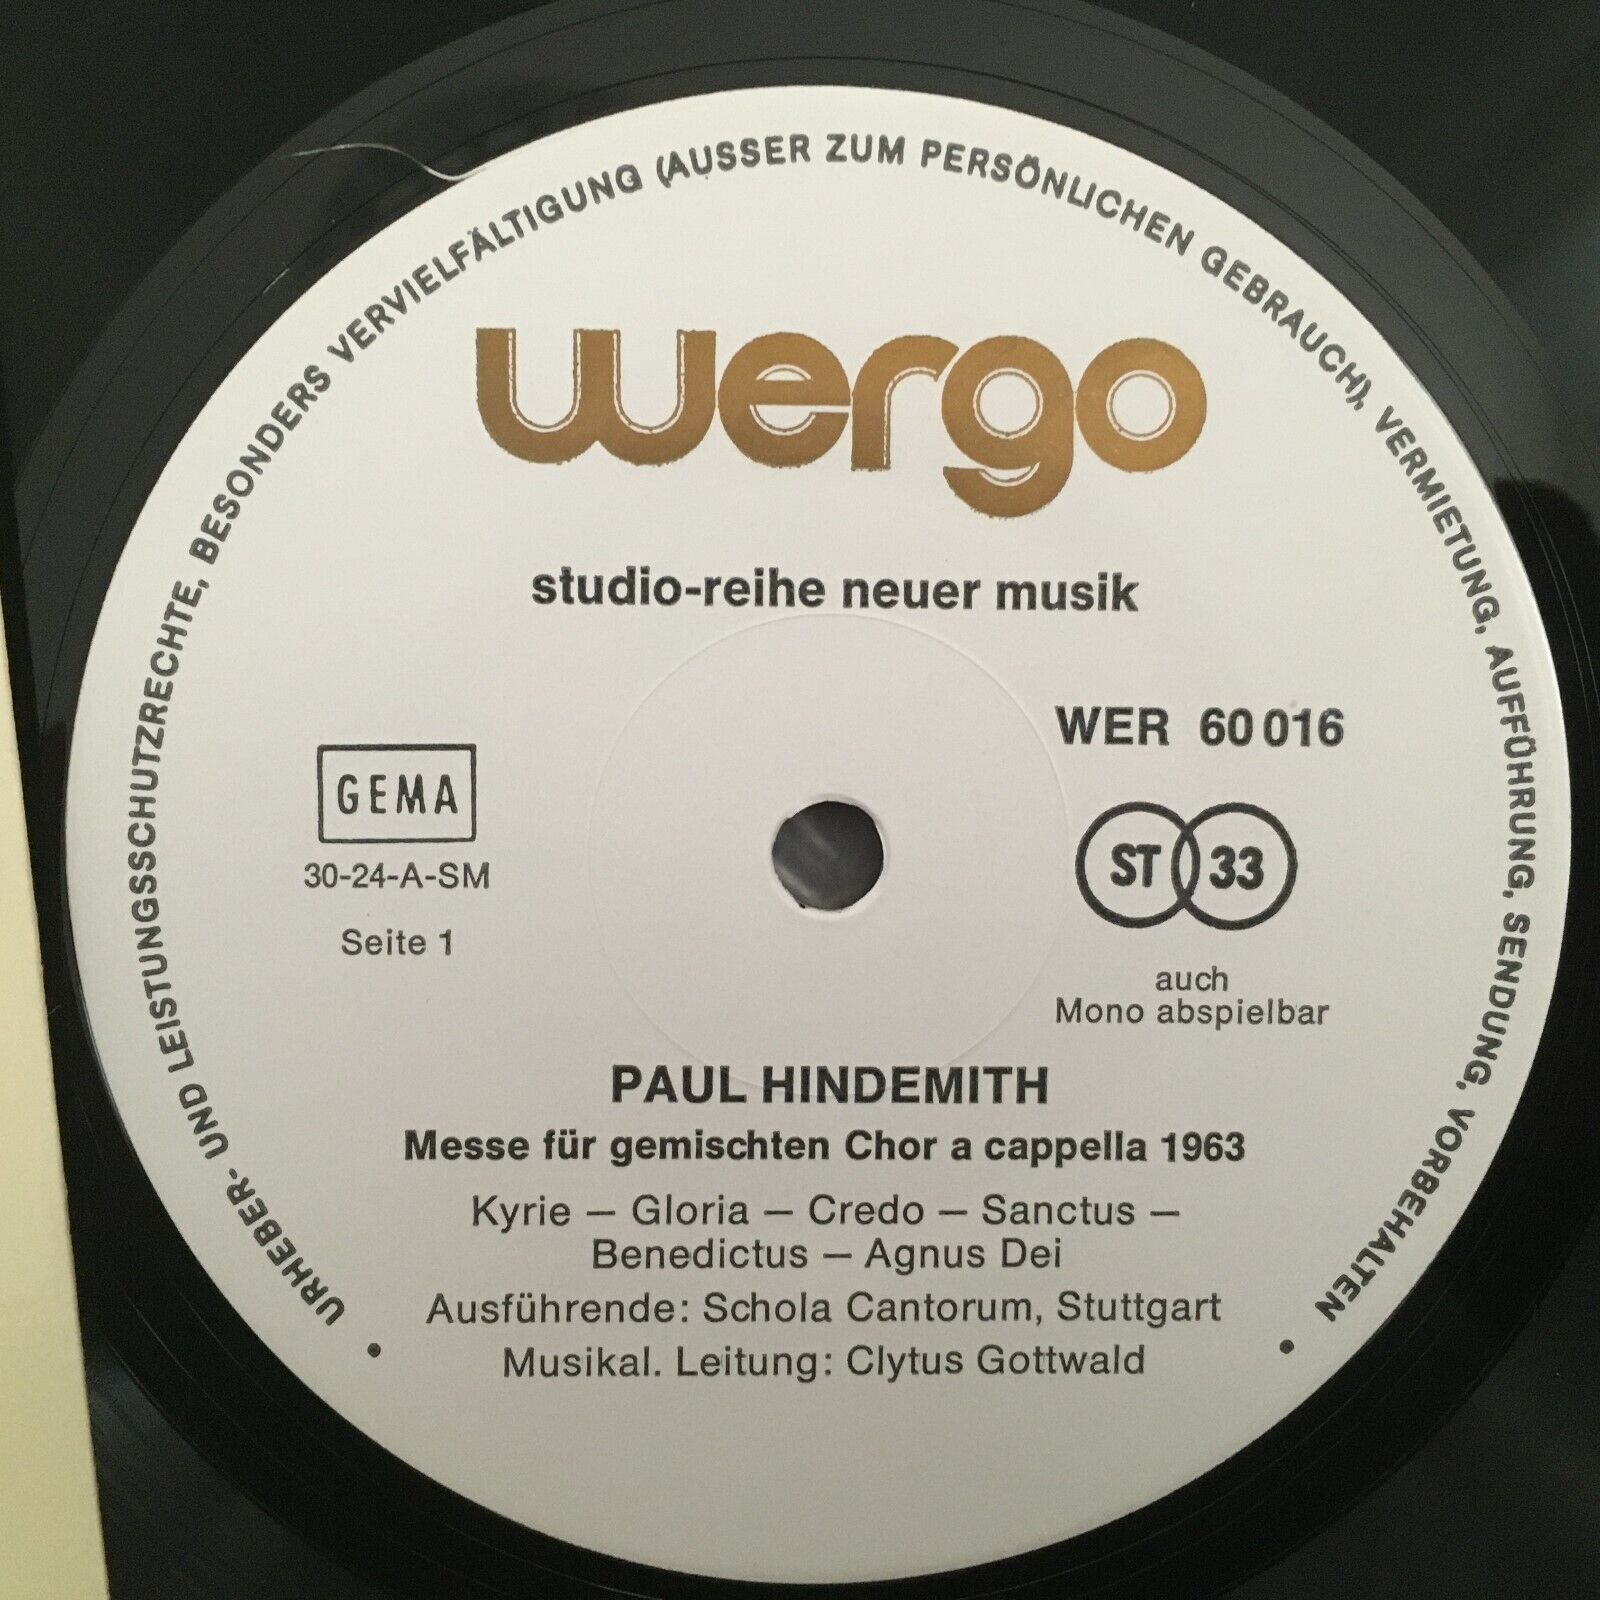 URHEBER- UND LEISTUNGSSCHUTZRECHTE, BESONDERS VERVIELFÄLTIGUNG (AUSSER ZUM PERSÖNLICHEN GEBRAUCH), VERMIETUNG, AUFFÜHRUNG, SENDUNG, VORBEHALTEN
wergo
studio-reihe neuer musik
WER 60 016
GEMA
30-24-A-SM
Seite 1
ST 33
auch
Mono abspielbar
PAUL HINDEMITH
Messe für gemischten Chor a cappella 1963
Kyrie — Gloria — Credo — Sanctus —
Benedictus — Agnus Dei
Ausführende: Schola Cantorum, Stuttgart
Musikal. Leitung: Clytus Gottwald